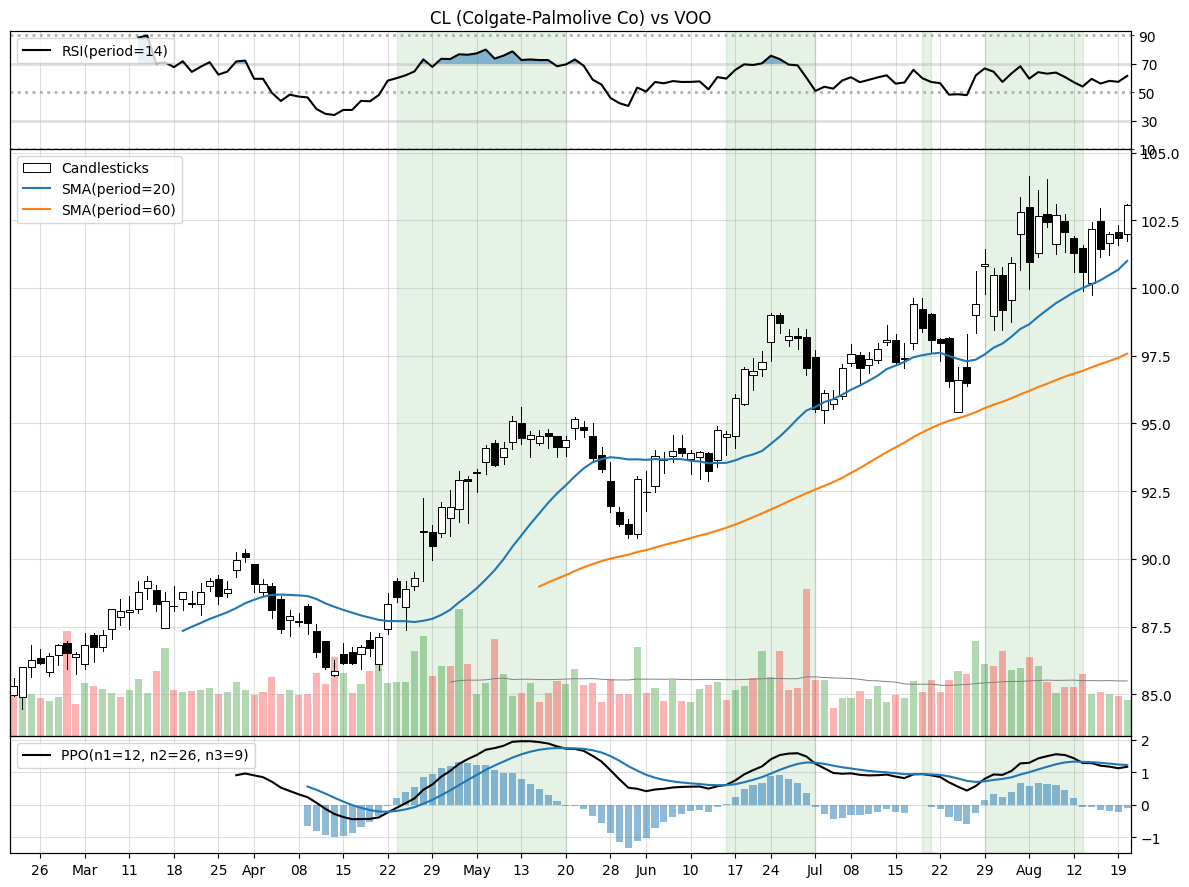 CL (Colgate-Palmolive Co) vs VOO
RSI(period=14)
90
70
50
30
10
Candlesticks
SMA(period=20)
SMA(period=60)
105.0
102.5
100.0
97.5
95.0
92.5
90.0
87.5
85.0
PPO(n1=12, n2=26, n3=9)
2
1
0
−1
26 Mar 11 18 25 Apr 08 15 22 29 May 13 20 28 Jun 10 17 24 Jul 08 15 22 29 Aug 12 19